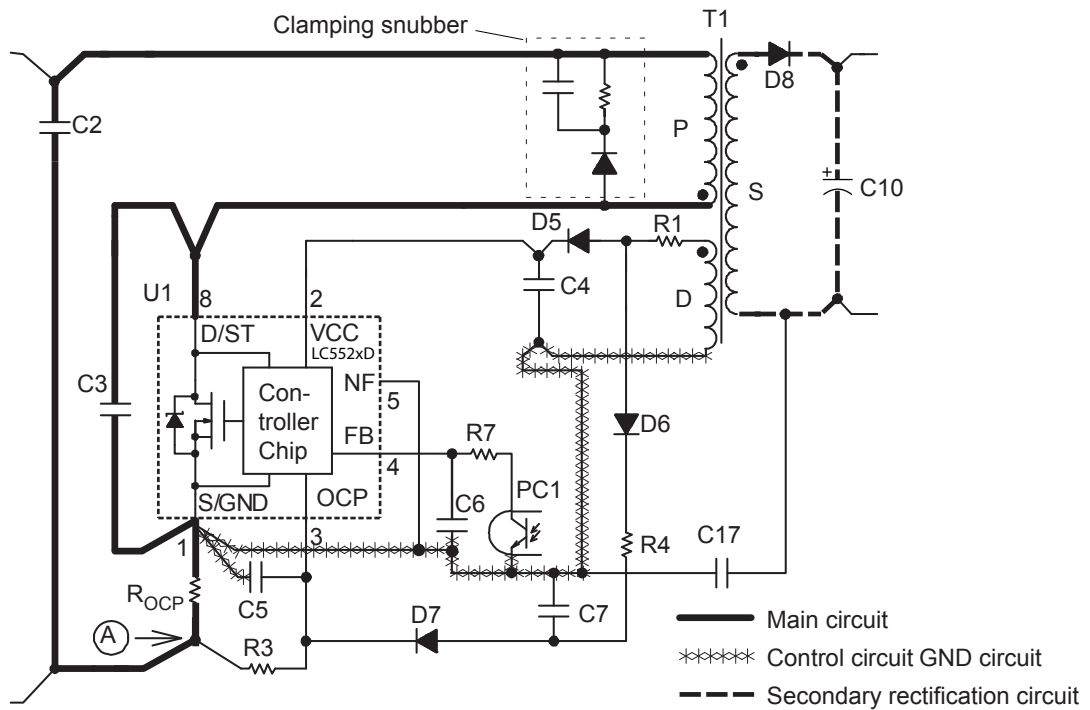 Clamping snubber
T1
D8
C2
P
S
C10
D5
R1
C4
U1
8
2
D
D/ST
VCC
LC552xD
NF
5
C3
Con-
troller
Chip
FB
4
R7
D6
PC1
S/GND
OCP
C6
1
3
R4
C17
ROCP
C5
C7
A
R3
D7
Main circuit
Control circuit GND circuit
Secondary rectification circuit